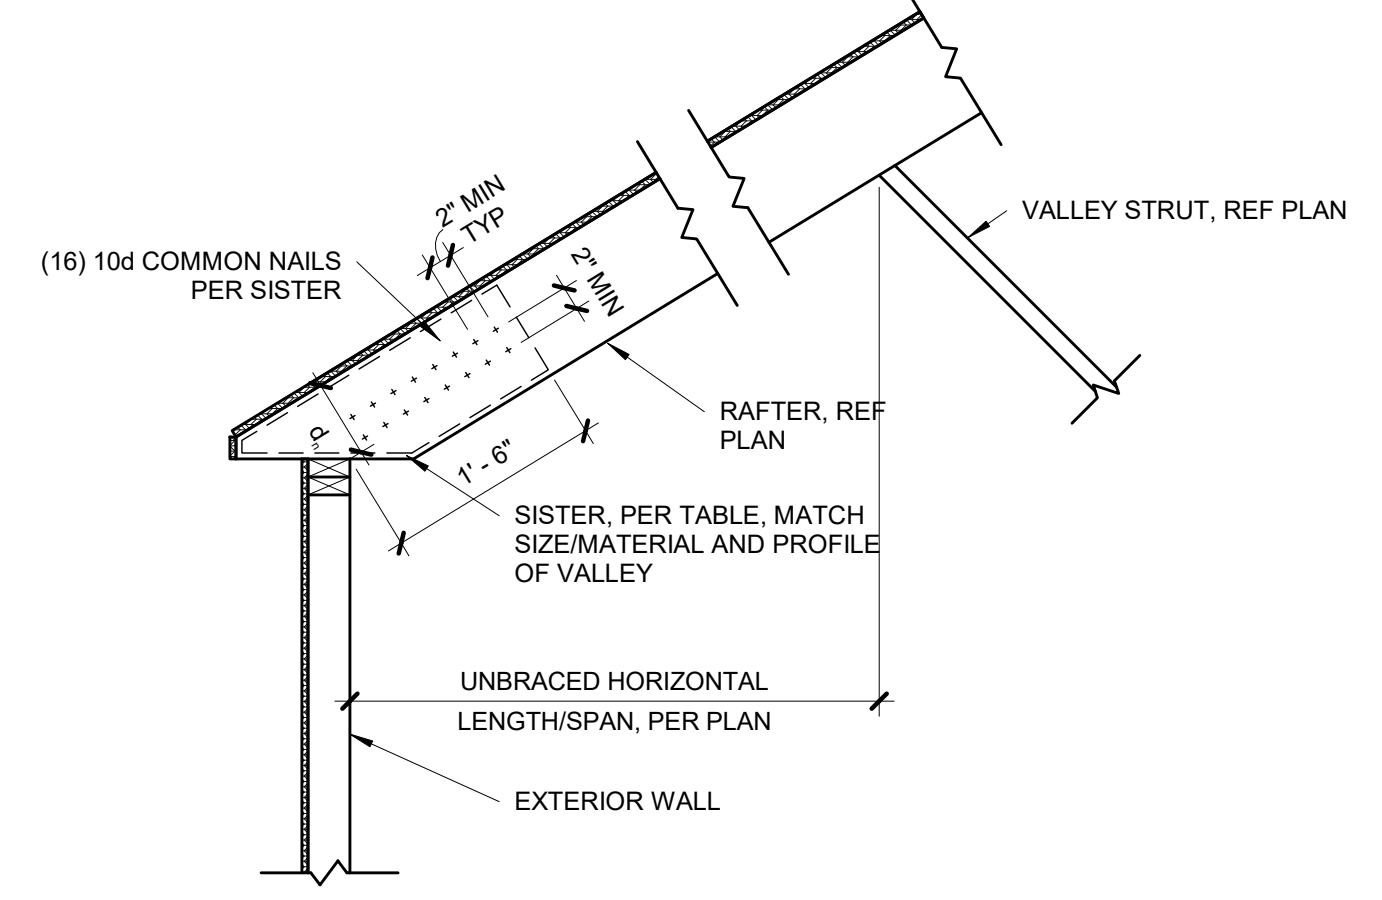 2" MIN
TYP
VALLEY STRUT, REF PLAN
(16) 10d COMMON NAILS
PER SISTER
2" MIN
RAFTER, REF
PLAN
dn
1' - 6"
SISTER, PER TABLE, MATCH
SIZE/MATERIAL AND PROFILE
OF VALLEY
UNBRACED HORIZONTAL
LENGTH/SPAN, PER PLAN
EXTERIOR WALL